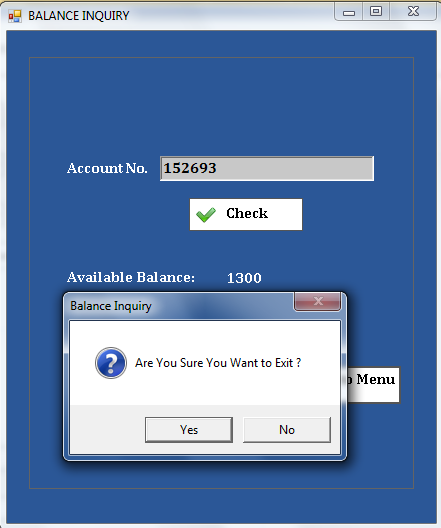 BALANCE INQUIRY
Account No. 152693
Check
Available Balance: 1300
Balance Inquiry
Are You Sure You Want to Exit ?
Menu
Yes No